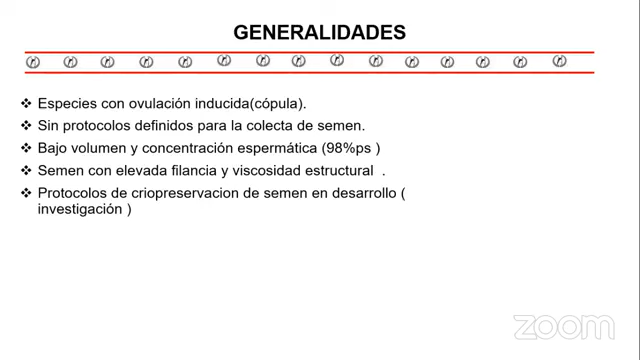 GENERALIDADES
❖ Especies con ovulación inducida(cópula).
❖ Sin protocolos definidos para la colecta de semen.
❖ Bajo volumen y concentración espermática (98%ps )
❖ Semen con elevada filancia y viscosidad estructural .
❖ Protocolos de criopreservacion de semen en desarrollo (
investigación )
zoom